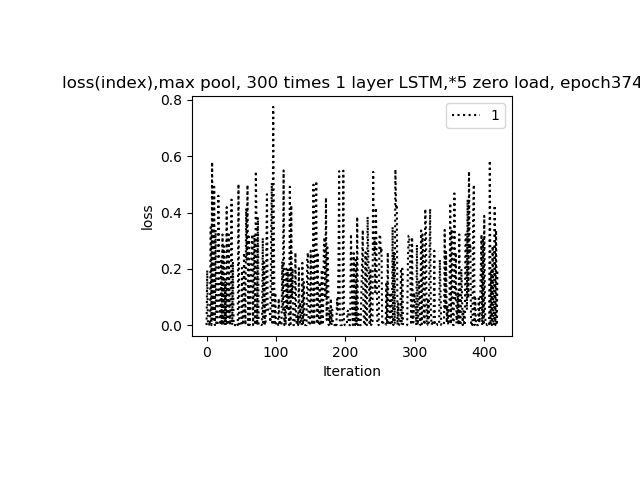 loss(index),max pool, 300 times 1 layer LSTM,*5 zero load, epoch374
1
0.8
0.6
0.4
0.2
0.0
loss
0 100 200 300 400
Iteration